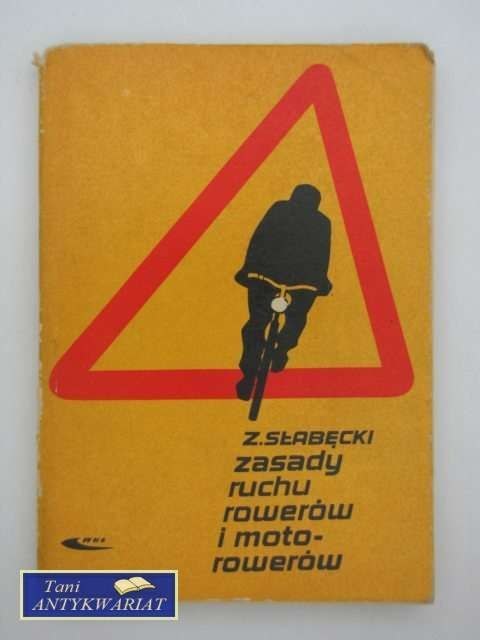 Z. SŁABĘCKI
zasady
ruchu
rowerów
i moto-
rowerów
Tani
ANTYKWARIAT